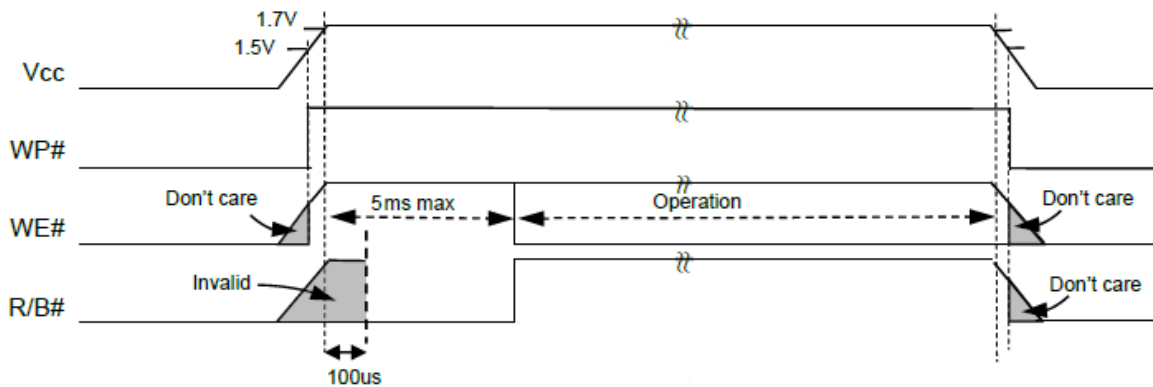 1.7V
1.5V
Vcc
WP#
Don't care
5ms max
Operation
Don't care
WE#
Invalid
Don't care
R/B#
100us